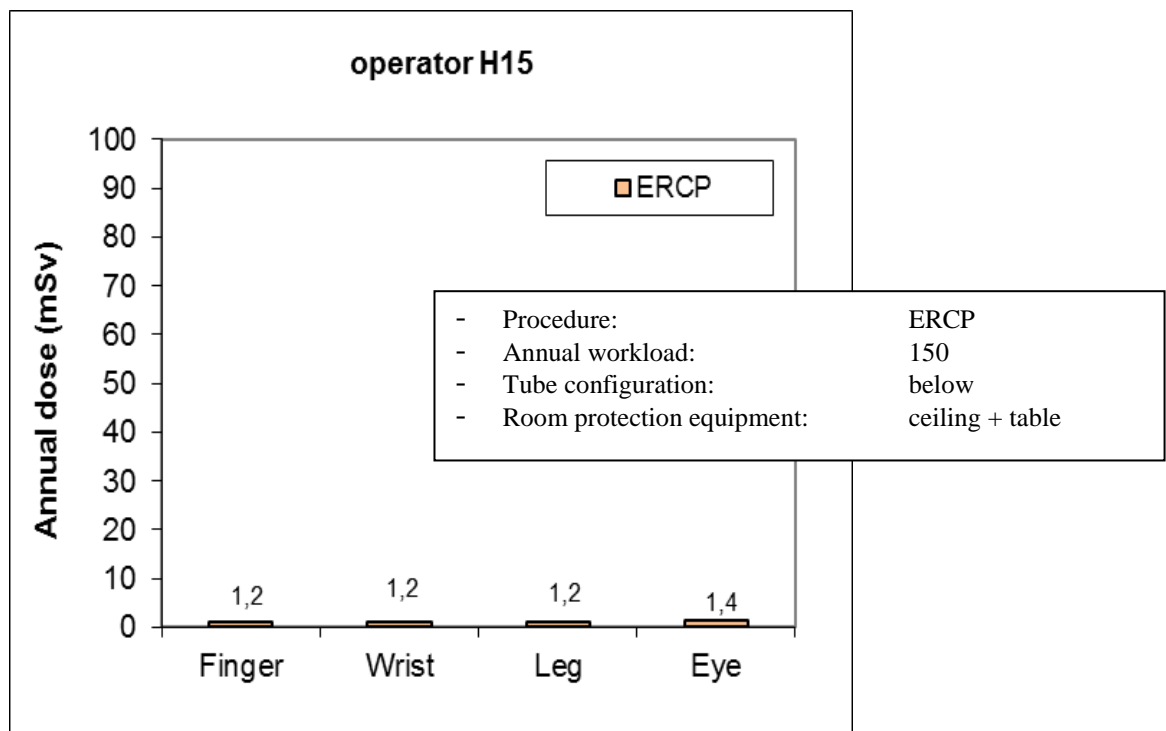 operator H15
ERCP
Annual dose (mSv)
100
90
80
70
60
50
40
30
20
10
0
- Procedure: ERCP
- Annual workload: 150
- Tube configuration: below
- Room protection equipment: ceiling + table
1,2 1,2 1,2 1,4
Finger Wrist Leg Eye